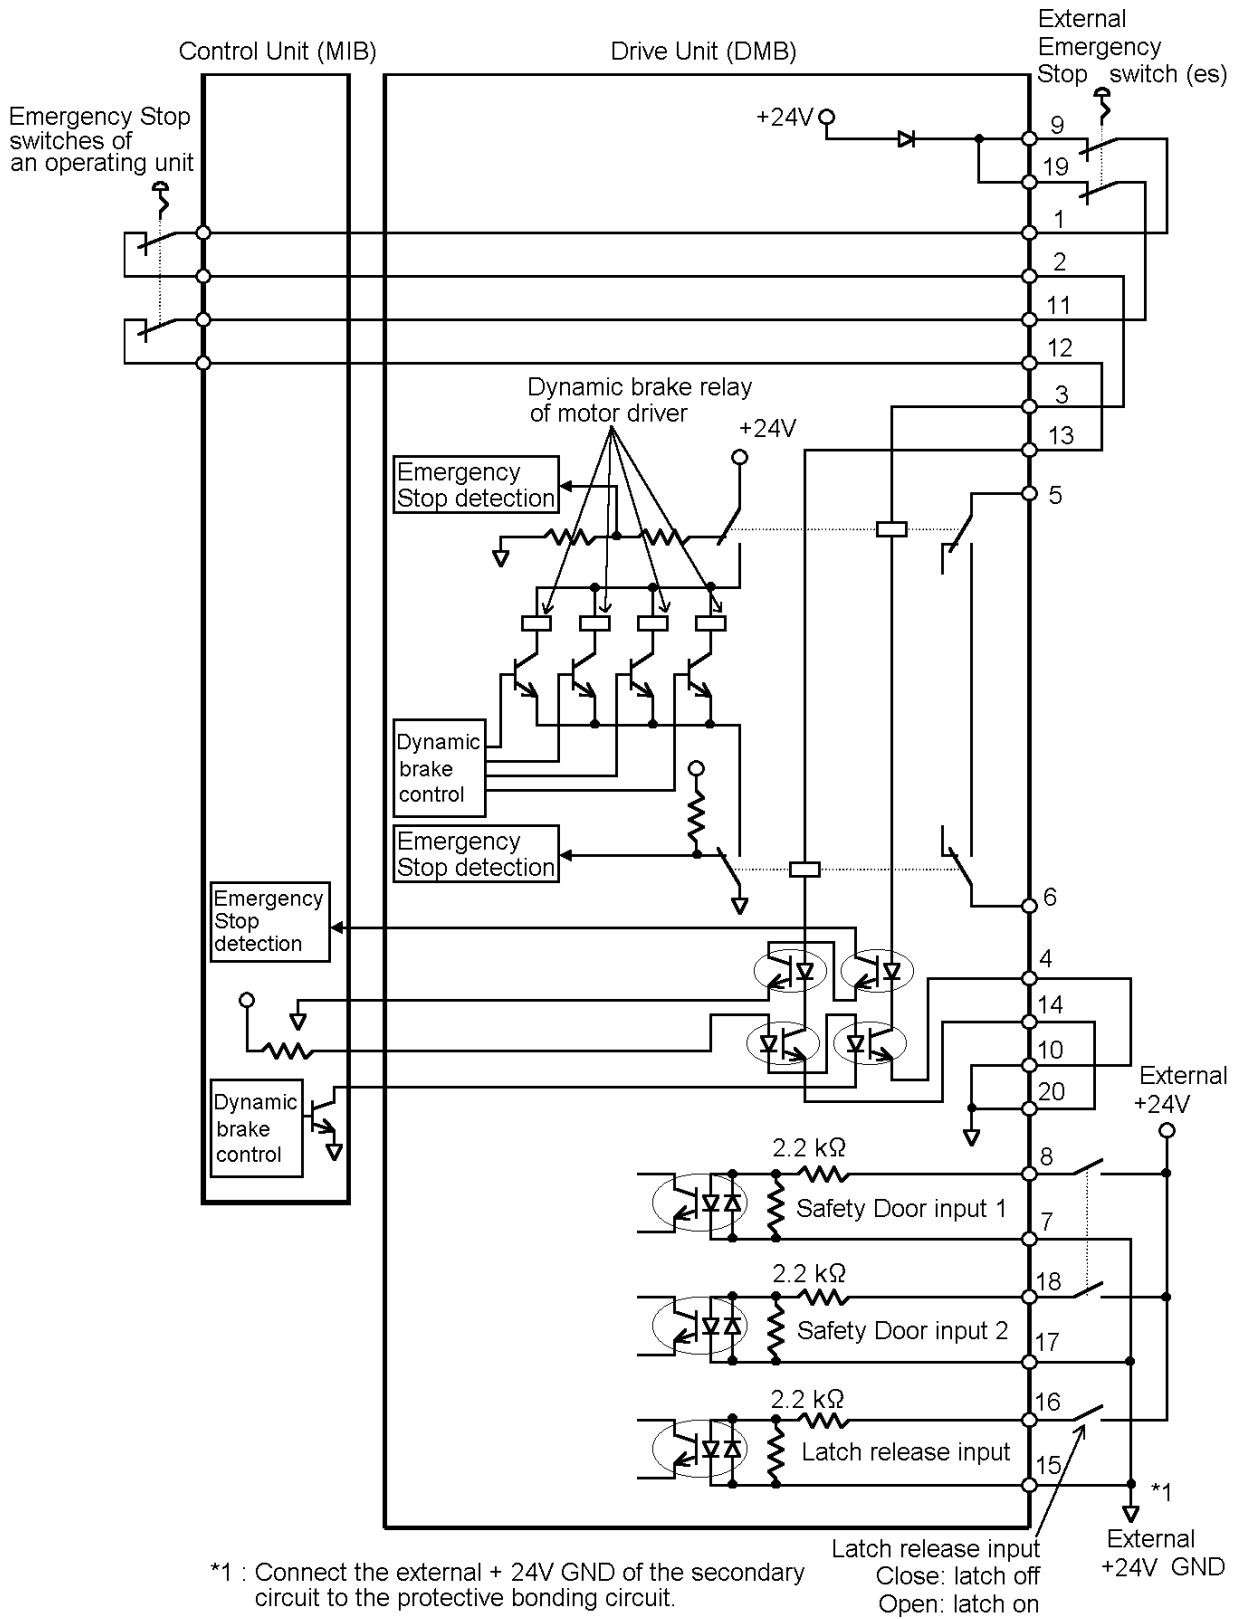 External
Emergency
Stop switch (es)
Control Unit (MIB)
Drive Unit (DMB)
Emergency Stop
switches of
an operating unit
+24V
9
19
1
2
11
12
3
13
5
Dynamic brake relay
of motor driver
+24V
Emergency
Stop detection
Dynamic
brake
control
Emergency
Stop detection
6
Emergency
Stop
detection
4
14
10
20
Dynamic
brake
control
External
+24V
2.2 kΩ
8
Safety Door input 1
7
2.2 kΩ
18
Safety Door input 2
17
2.2 kΩ
16
Latch release input
15
*1
External
+24V GND
Latch release input
Close: latch off
Open: latch on
*1 : Connect the external + 24V GND of the secondary
circuit to the protective bonding circuit.